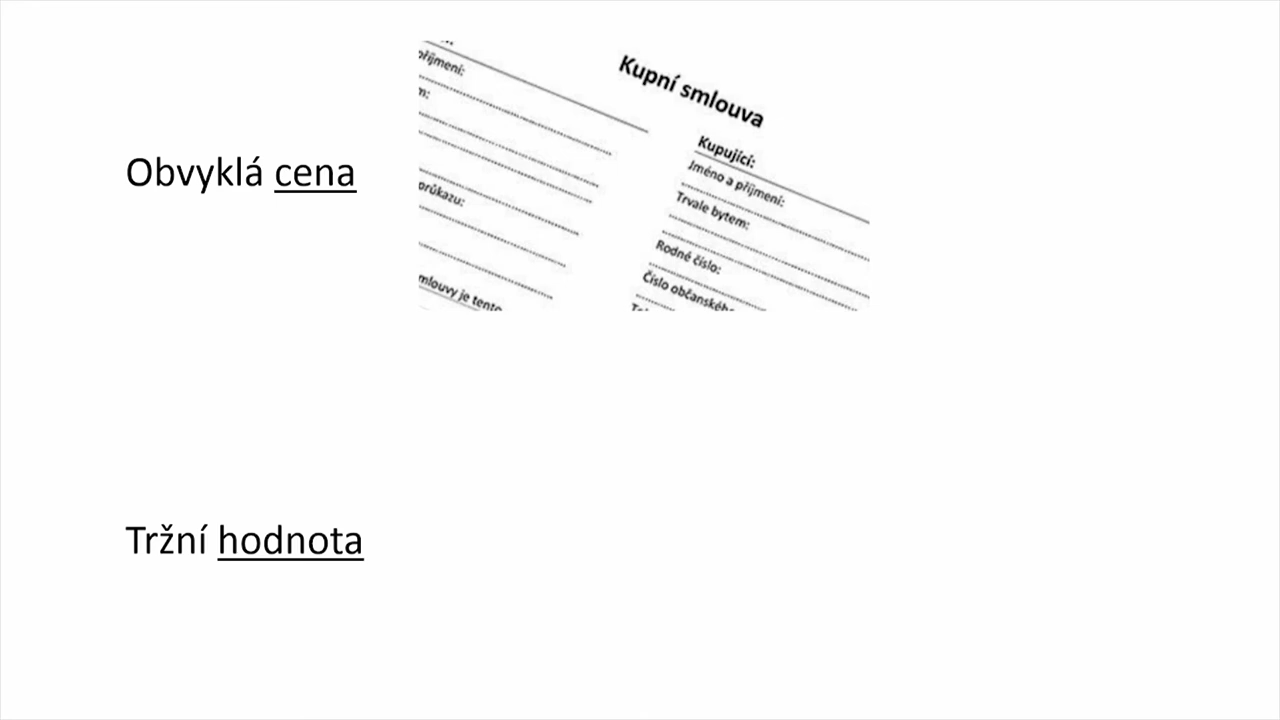 Obvyklá cena
příjmení:
průkazu:
smlouvy je tento
Kupní smlouva
Kupující:
Jméno a příjmení:
Trvale bytem:
Rodné číslo:
Číslo občanského
Tržní hodnota